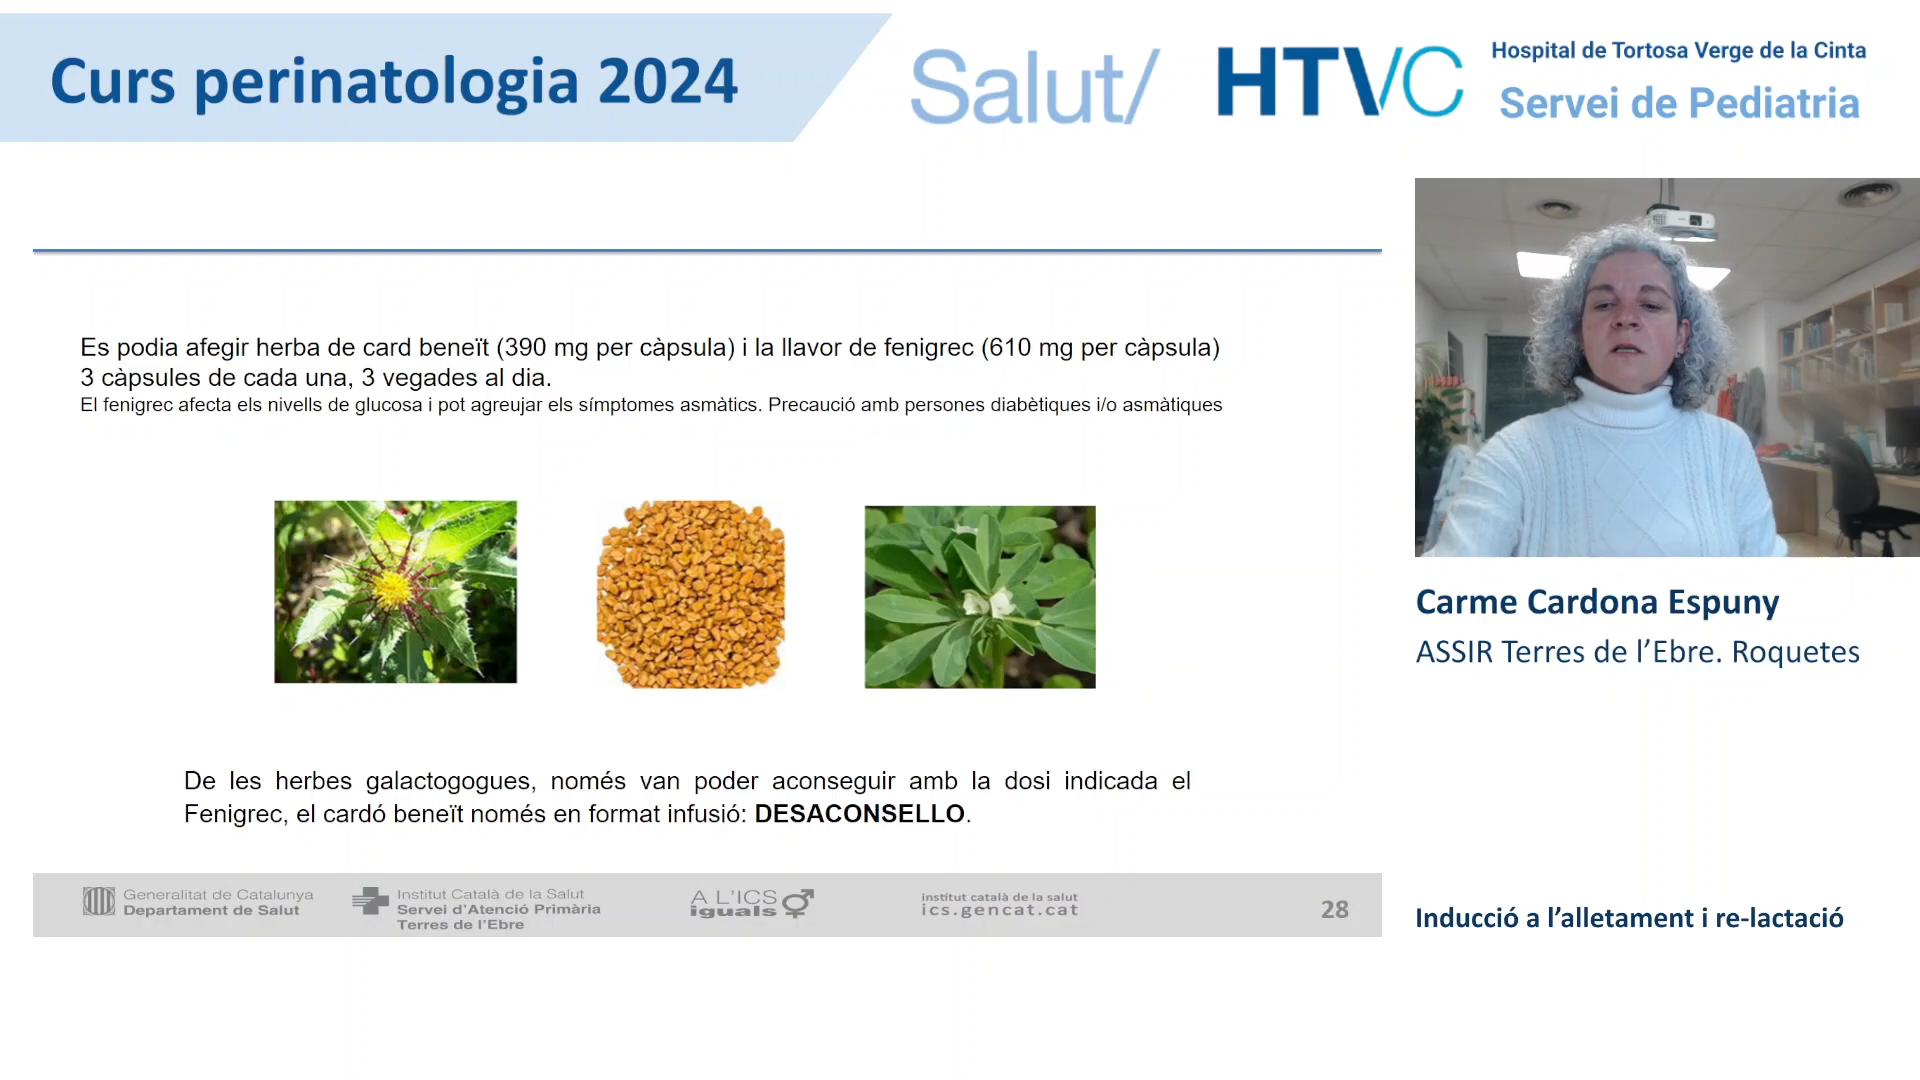 Curs perinatologia 2024
Salut/
HTVC
Hospital de Tortosa Verge de la Cinta
Servei de Pediatria
Es podia afegir herba de card beneït (390 mg per càpsula) i la llavor de fenigrec (610 mg per càpsula)
3 càpsules de cada una, 3 vegades al dia.
El fenigrec afecta els nivells de glucosa i pot agreujar els símptomes asmàtics. Precaució amb persones diabètiques i/o asmàtiques
Carme Cardona Espuny
ASSIR Terres de l’Ebre. Roquetes
De les herbes galactogogues, només van poder aconseguir amb la dosi indicada el
Fenigrec, el cardó beneït només en format infusió: DESACONSELLO.
Generalitat de Catalunya
Departament de Salut
Institut Català de la Salut
Servei d'Atenció Primària
Terres de l'Ebre
A L'ICS
iguals
institut català de la salut
ics.gencat.cat
28
Inducció a l’alletament i re-lactació